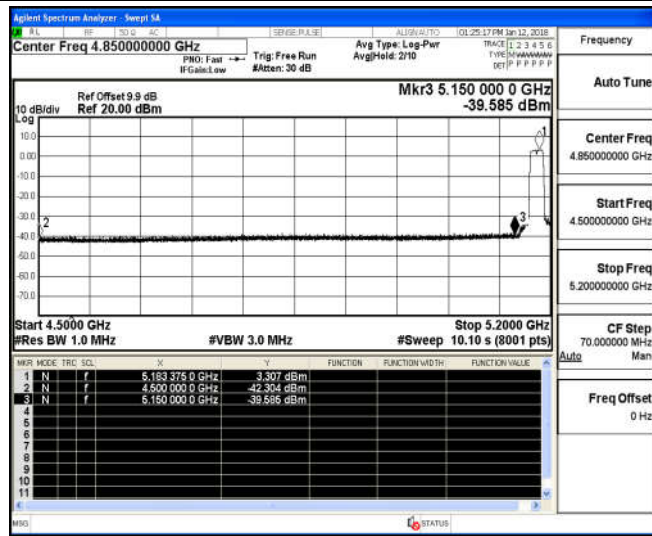 Agilent Spectrum Analyzer - Swept SA
RL RF 50 Ω AC SENSE:PULSE ALIGN AUTO 01:25:17 PM Jan 12, 2018
Center Freq 4.850000000 GHz
PNO: Fast
IFGain:Low
Trig: Free Run
#Atten: 30 dB
Avg Type: Log-Pwr
Avg|Hold: 2/10
TRACE 1 2 3 4 5 6
TYPE
DET P P P P P P
Ref Offset 9.9 dB
Ref 20.00 dBm
10 dB/div
Log
Mkr3 5.150 000 0 GHz
-39.585 dBm
10.0
0.00
-10.0
-20.0
-30.0
-40.0
-50.0
-60.0
-70.0
1
2
3
Start 4.5000 GHz
Stop 5.2000 GHz
#Res BW 1.0 MHz
#VBW 3.0 MHz
#Sweep 10.10 s (8001 pts)
MKR MODE TRC SCL X Y FUNCTION FUNCTION WIDTH FUNCTION VALUE
1 N f 5.183 375 0 GHz 3.307 dBm
2 N f 4.500 000 0 GHz -42.304 dBm
3 N f 5.150 000 0 GHz -39.585 dBm
4
5
6
7
8
9
10
11
MSG
STATUS
Frequency
Auto Tune
Center Freq
4.850000000 GHz
Start Freq
4.500000000 GHz
Stop Freq
5.200000000 GHz
CF Step
70.000000 MHz
Auto Man
Freq Offset
0 Hz